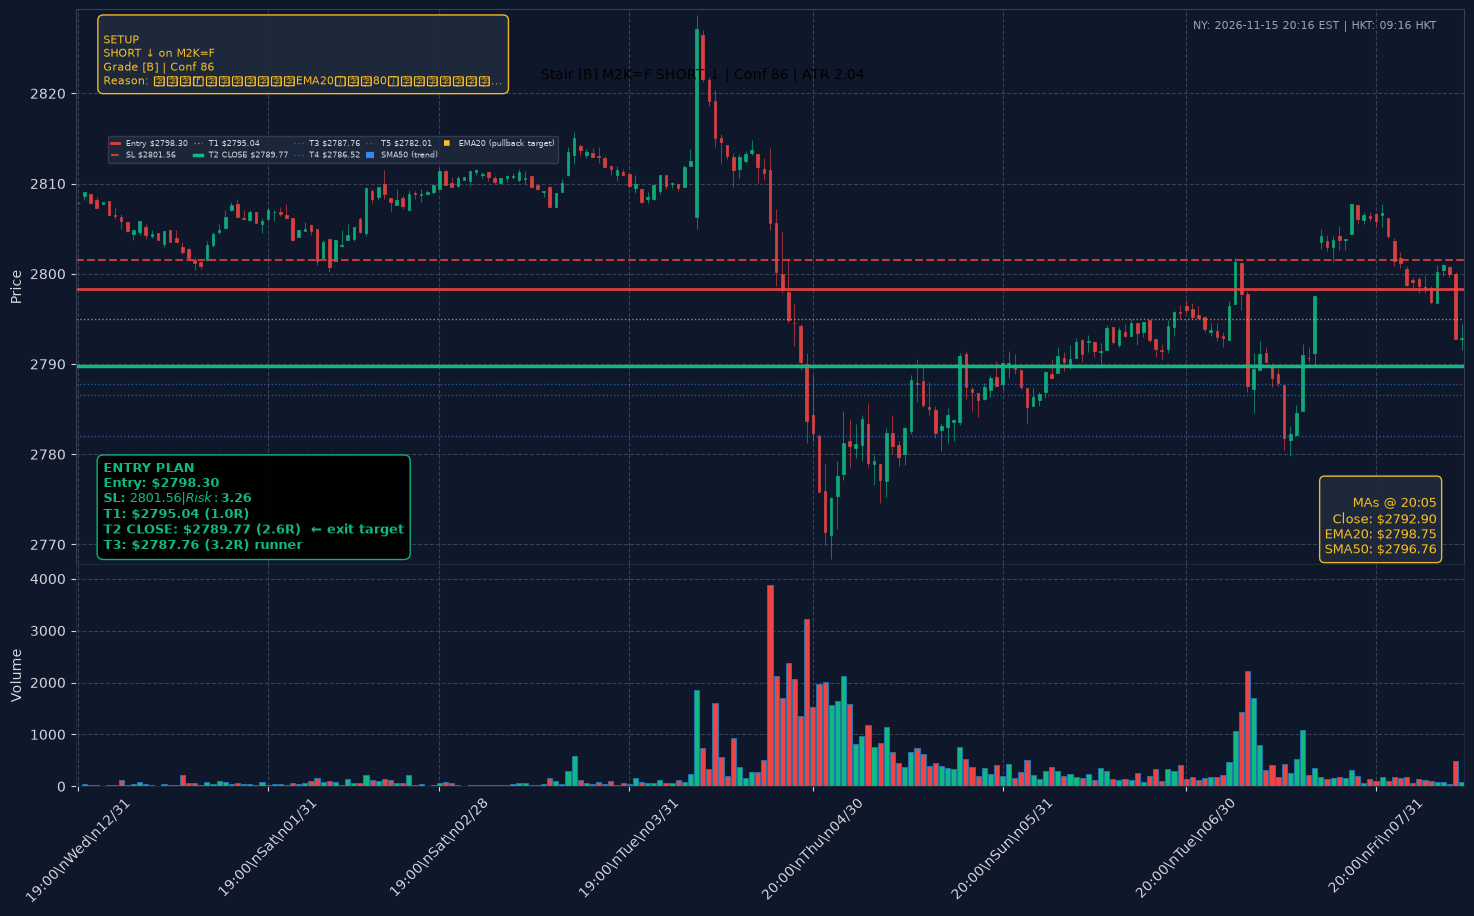 NY: 2026-11-15 20:16 EST | HKT: 09:16 HKT
SETUP
SHORT ↓ on M2K=F
Grade [B] | Conf 86
Stair [B] M2K=F SHORT ↓ | Conf 86 | ATR 2.04
Reason: EMA20 80 …
Entry $2798.30
SL $2801.56
T1 $2795.04
T2 CLOSE $2789.77
T3 $2787.76
T4 $2786.52
T5 $2782.01
SMA50 (trend)
EMA20 (pullback target)
Price
2820
2810
2800
2790
2780
2770
ENTRY PLAN
Entry: $2798.30
SL: 2801.56|Risk:3.26
T1: $2795.04 (1.0R)
T2 CLOSE: $2789.77 (2.6R) ← exit target
T3: $2787.76 (3.2R) runner
MAs @ 20:05
Close: $2792.90
EMA20: $2798.75
SMA50: $2796.76
Volume
4000
3000
2000
1000
0
19:00\nWed\n12/31
19:00\nSat\n01/31
19:00\nSat\n02/28
19:00\nTue\n03/31
20:00\nThu\n04/30
20:00\nSun\n05/31
20:00\nTue\n06/30
20:00\nFri\n07/31